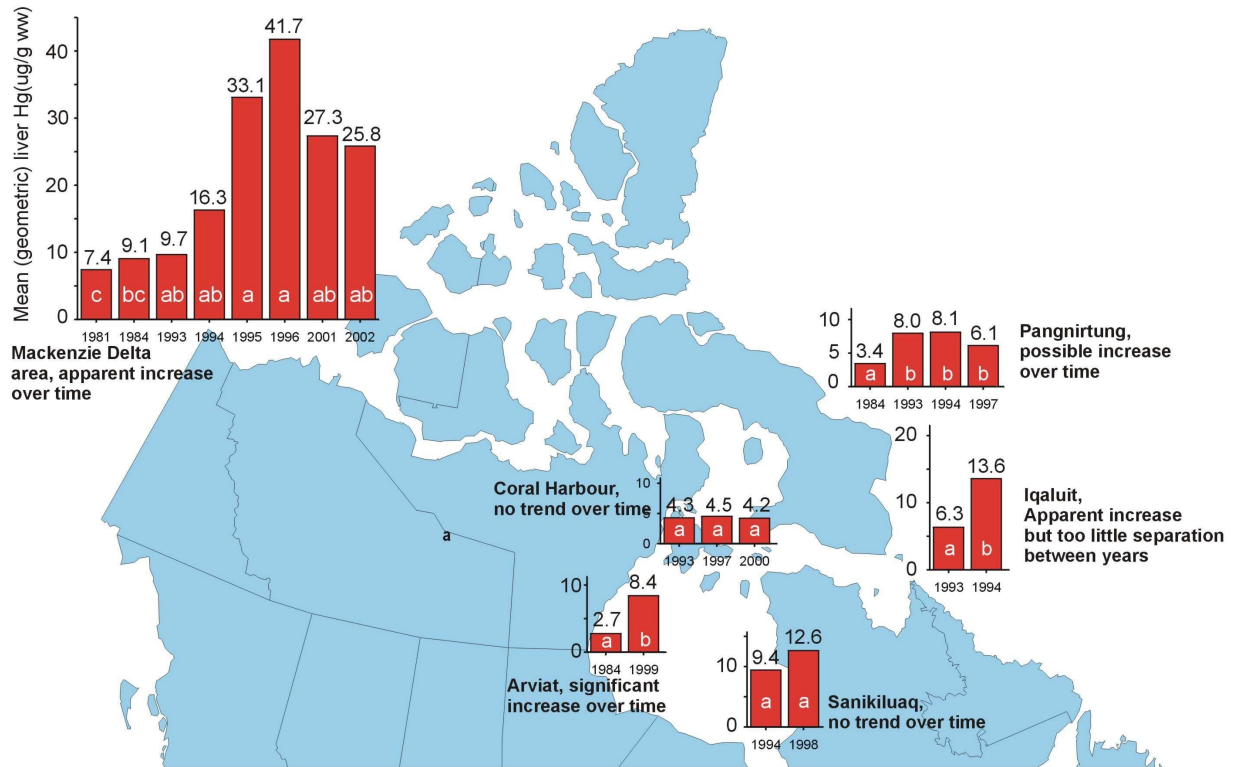 Mean (geometric) liver Hg(ug/g ww)
40
30
20
10
0
7.4 9.1 9.7 16.3 33.1 41.7 27.3 25.8
c bc ab ab a a ab ab
1981 1984 1993 1994 1995 1996 2001 2002
Mackenzie Delta
area, apparent increase
over time
10
5
0
3.4 8.0 8.1 6.1
a b b b
1984 1993 1994 1997
Pangnirtung,
possible increase
over time
20
10
0
6.3 13.6
a b
1993 1994
Iqaluit,
Apparent increase
but too little separation
between years
Coral Harbour,
no trend over time
10
5
0
4.3 4.5 4.2
a a a
1993 1997 2000
a
10
0
2.7 8.4
a b
1984 1999
Arviat, significant
increase over time
10
0
9.4 12.6
a a
1994 1998
Sanikiluaq,
no trend over time